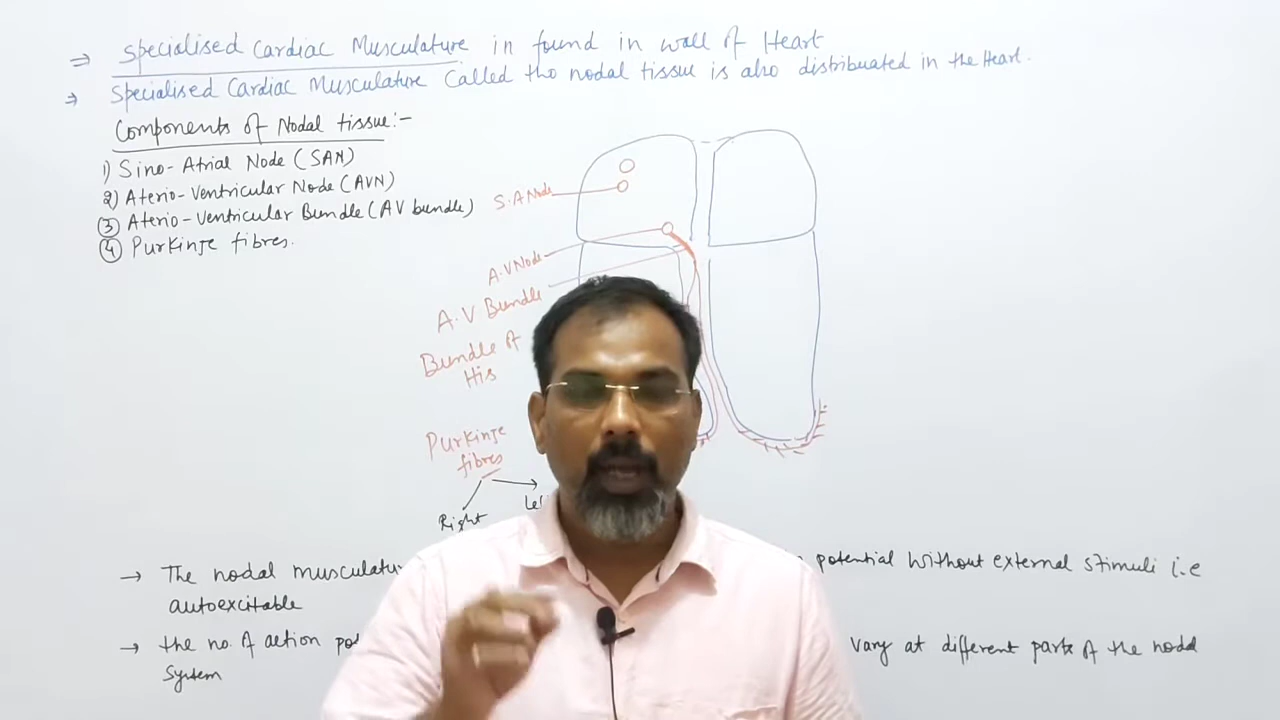 ⇒ Specialised Cardiac Musculature in found in wall of Heart
⇒ Specialised Cardiac Musculature called the nodal tissue is also distribuated in the Heart.
Components of Nodal tissue:-
1) Sino-Atrial Node (SAN)
2) Aterio-Ventricular Node (AVN)
③ Aterio-Ventricular Bundle (AV bundle)
④ Purkinje fibres.
S.A Node
A.V Node
A.V Bundle
Bundle of
His
Purkinje
fibres
Right
→ The nodal
potential without external stimuli i.e
autoexcitable
→ the no. of action
vary at different parts of the nodal
System